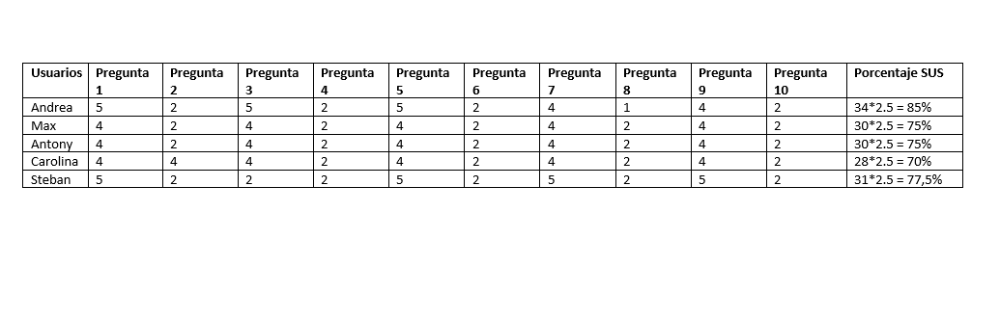 Usuarios Pregunta 1 Pregunta 2 Pregunta 3 Pregunta 4 Pregunta 5 Pregunta 6 Pregunta 7 Pregunta 8 Pregunta 9 Pregunta 10 Porcentaje SUS
Andrea 5 2 5 2 5 2 4 1 4 2 34*2.5 = 85%
Max 4 2 4 2 4 2 4 2 4 2 30*2.5 = 75%
Antony 4 2 4 2 4 2 4 2 4 2 30*2.5 = 75%
Carolina 4 4 4 2 4 2 4 2 4 2 28*2.5 = 70%
Steban 5 2 2 2 5 2 5 2 5 2 31*2.5 = 77,5%